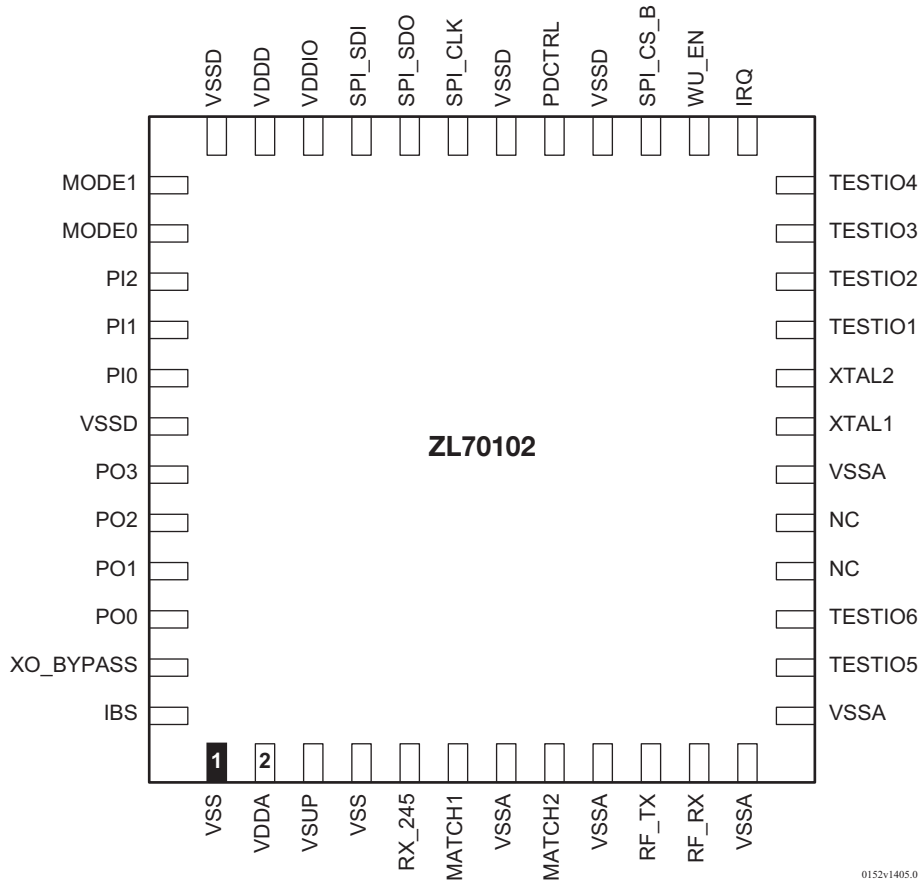 VSSD
VDDD
VDDIO
SPI_SDI
SPI_SDO
SPI_CLK
VSSD
PDCTRL
VSSD
SPI_CS_B
WU_EN
IRQ
MODE1
MODE0
PI2
PI1
PI0
VSSD
PO3
PO2
PO1
PO0
XO_BYPASS
IBS
ZL70102
TESTIO4
TESTIO3
TESTIO2
TESTIO1
XTAL2
XTAL1
VSSA
NC
NC
TESTIO6
TESTIO5
VSSA
1
2
VSS
VDDA
VSUP
VSS
RX_245
MATCH1
VSSA
MATCH2
VSSA
RF_TX
RF_RX
VSSA
0152v1405.0